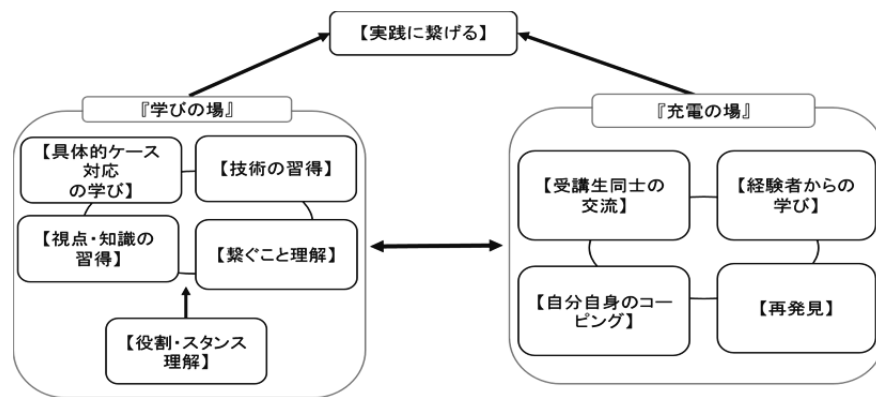 【実践に繋げる】
『学びの場』
【具体的ケース
対応
の学び】
【技術の習得】
【視点・知識の
習得】
【繋ぐこと理解】
【役割・スタンス
理解】
『充電の場』
【受講生同士の
交流】
【経験者からの
学び】
【自分自身のコー
ピング】
【再発見】